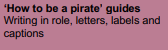 'How to be a pirate' guides
Writing in role, letters, labels and
captions